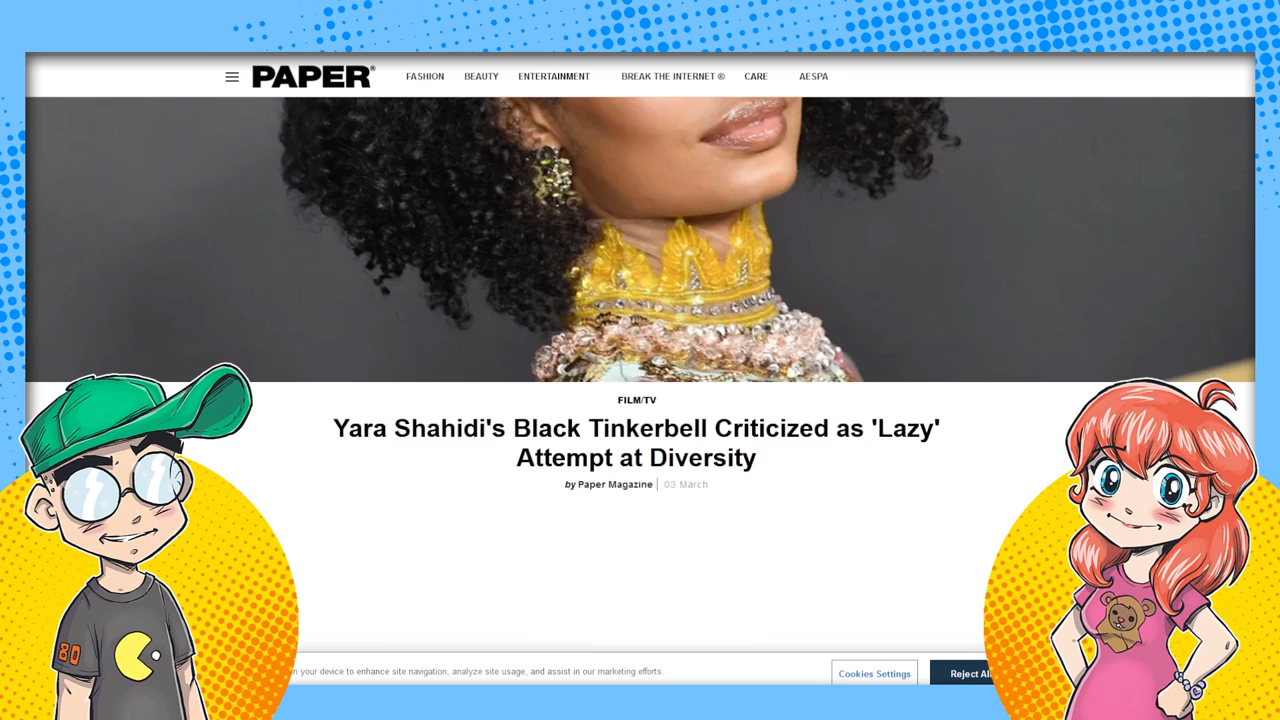 PAPER®
FASHION BEAUTY ENTERTAINMENT BREAK THE INTERNET ® CARE AESPA
FILM/TV
Yara Shahidi's Black Tinkerbell Criticized as 'Lazy'
Attempt at Diversity
by Paper Magazine | 03 March
80
n your device to enhance site navigation, analyze site usage, and assist in our marketing efforts.
Cookies Settings
Reject Al